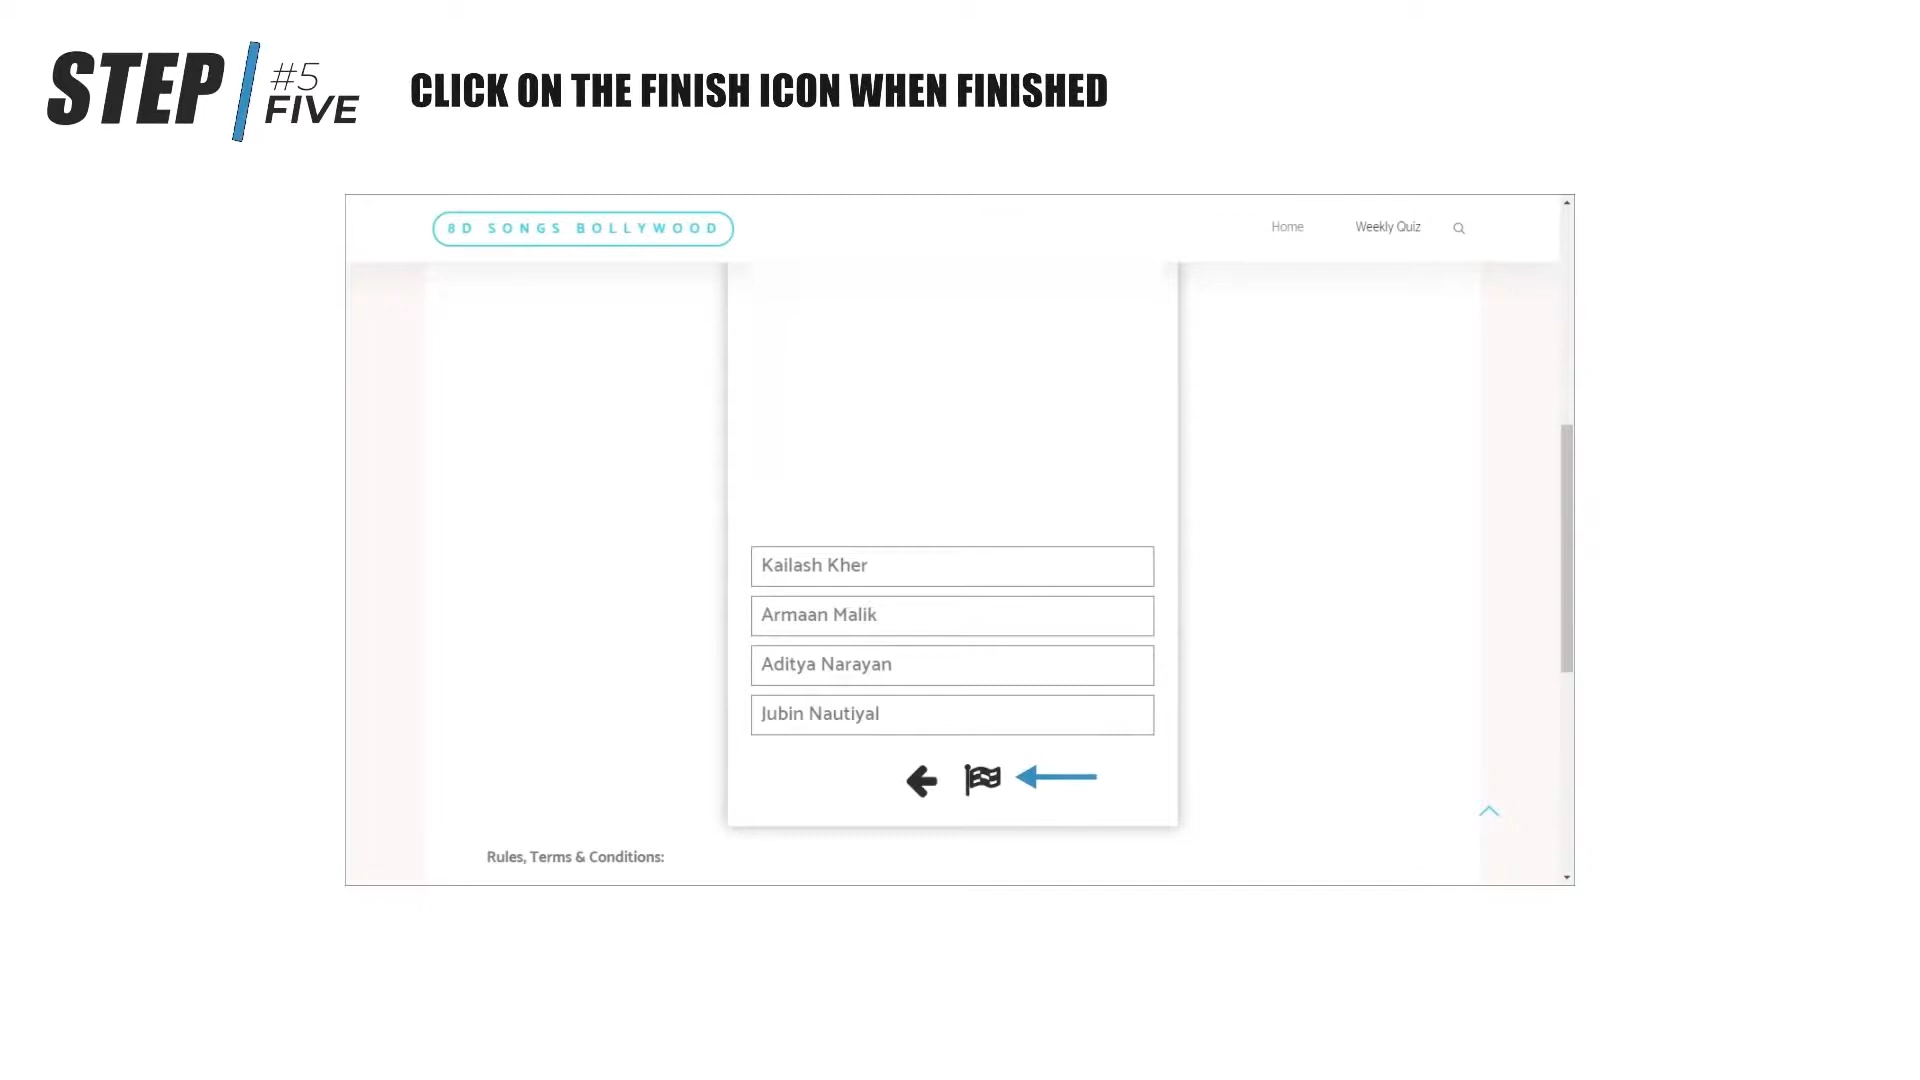 STEP #5 FIVE
CLICK ON THE FINISH ICON WHEN FINISHED
8D SONGS BOLLYWOOD
Home
Weekly Quiz
Kailash Kher
Armaan Malik
Aditya Narayan
Jubin Nautiyal
Rules, Terms & Conditions: